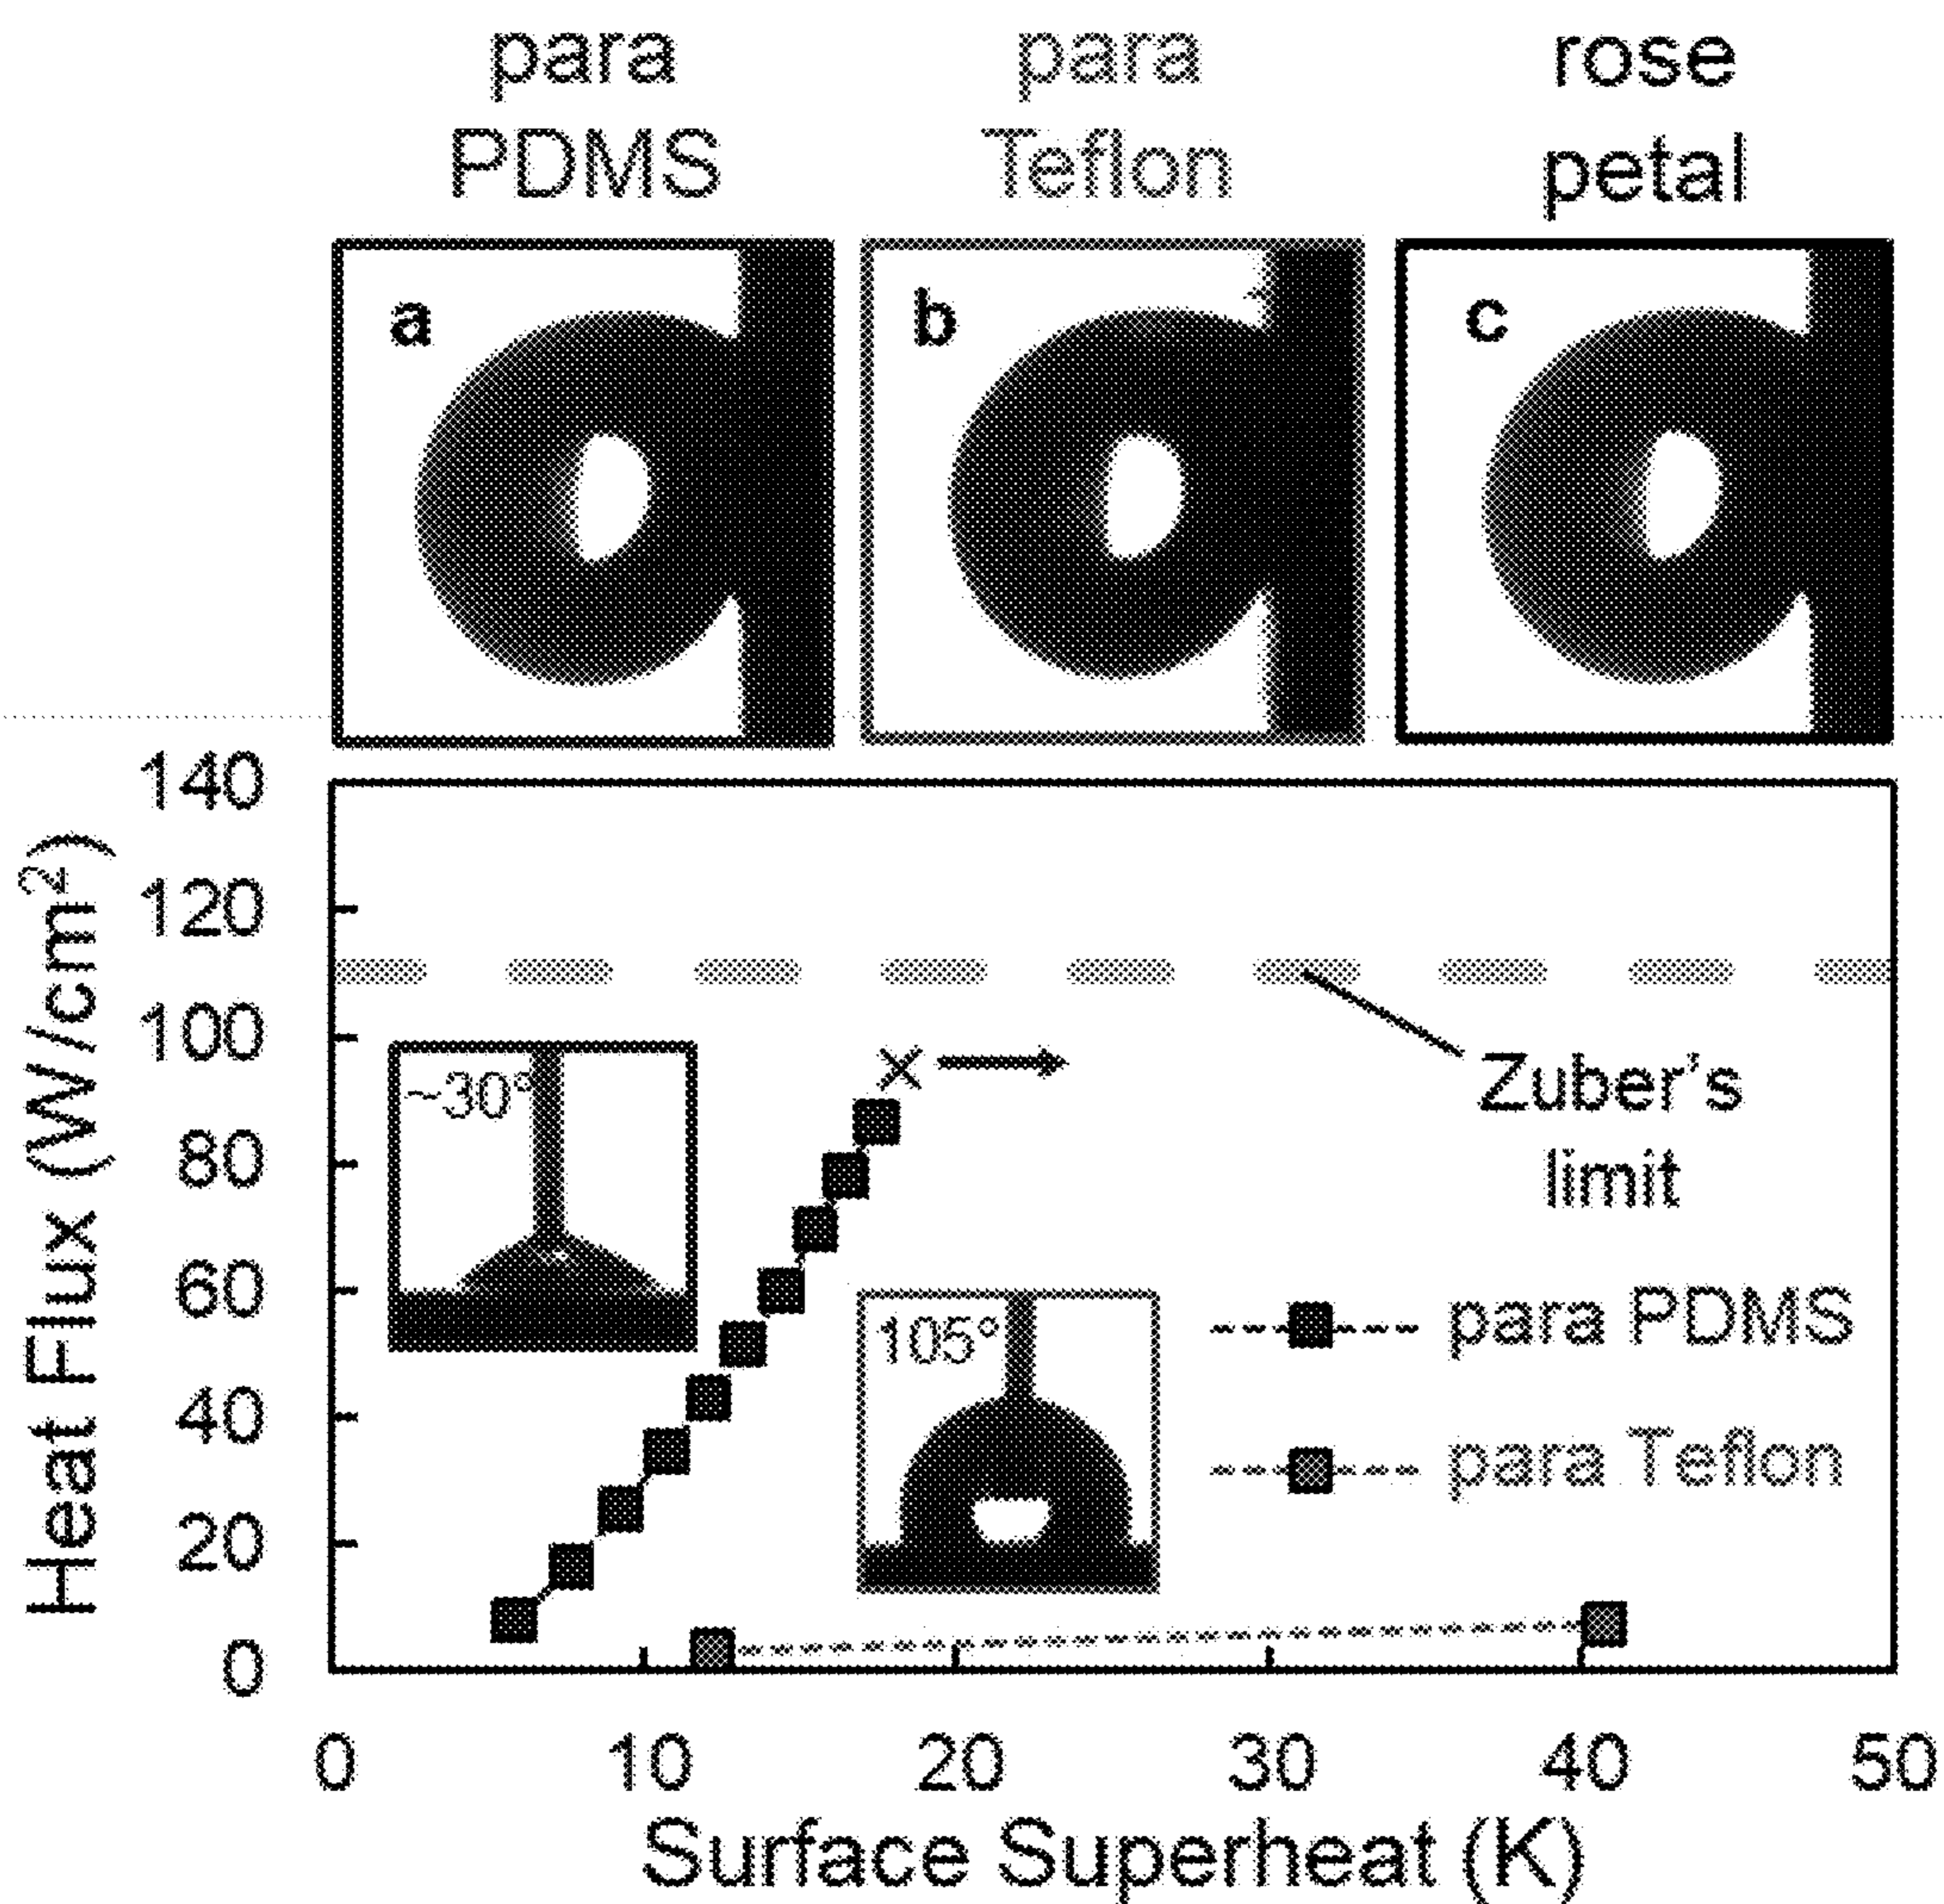 para
PDMS
para
Teflon
rose
petal
a
b
c
140
120
100
80
60
40
20
0
Heat Flux (W/cm²)
~30°
105°
Zuber's
limit
para PDMS
para Teflon
0 10 20 30 40 50
Surface Superheat (K)